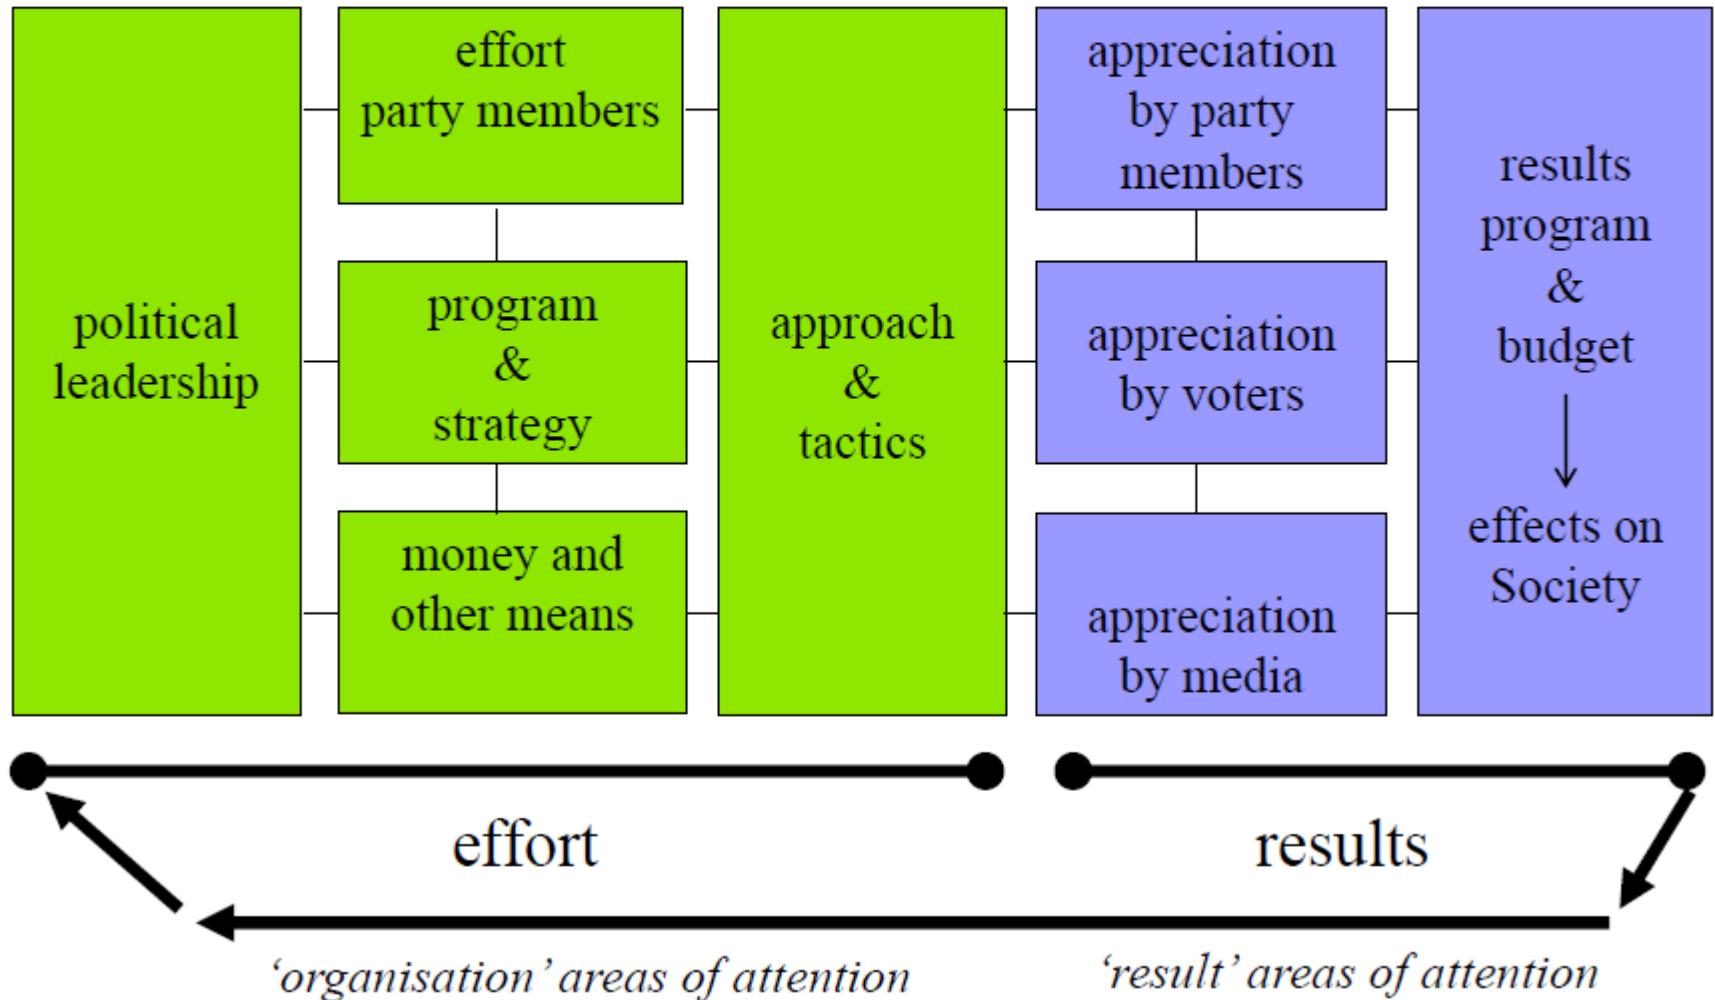 political
leadership
effort
party members
program
&
strategy
money and
other means
approach
&
tactics
appreciation
by party
members
appreciation
by voters
appreciation
by media
results
program
&
budget
effects on
Society
effort
results
‘organisation’ areas of attention
‘result’ areas of attention